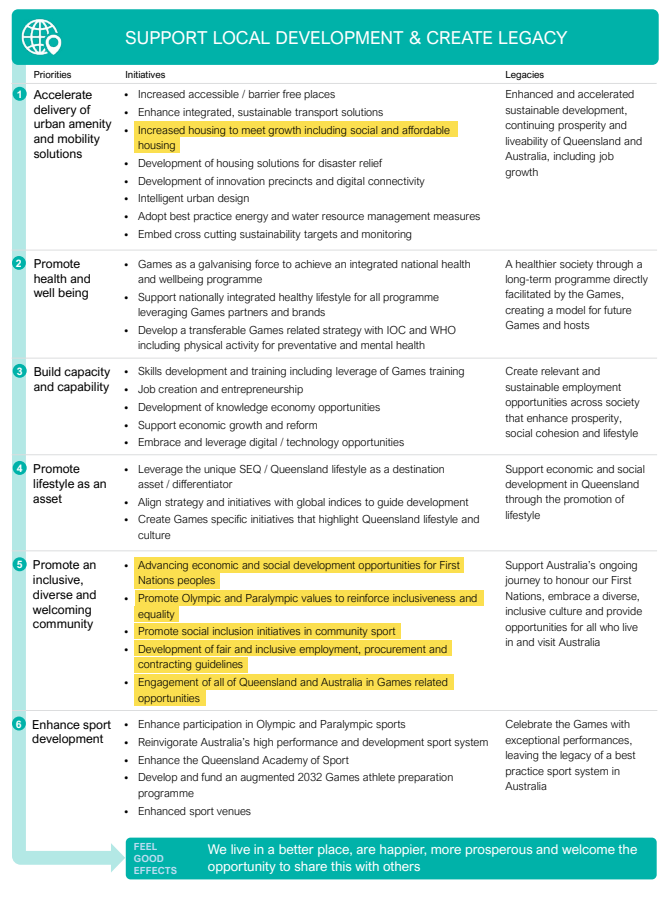 SUPPORT LOCAL DEVELOPMENT & CREATE LEGACY
Priorities
Initiatives
Legacies
1
Accelerate
delivery of
urban amenity
and mobility
solutions
• Increased accessible / barrier free places
• Enhance integrated, sustainable transport solutions
• Increased housing to meet growth including social and affordable
housing
• Development of housing solutions for disaster relief
• Development of innovation precincts and digital connectivity
• Intelligent urban design
• Adopt best practice energy and water resource management measures
• Embed cross cutting sustainability targets and monitoring
Enhanced and accelerated
sustainable development,
continuing prosperity and
liveability of Queensland and
Australia, including job
growth
2
Promote
health and
well being
• Games as a galvanising force to achieve an integrated national health
and wellbeing programme
• Support nationally integrated healthy lifestyle for all programme
leveraging Games partners and brands
• Develop a transferable Games related strategy with IOC and WHO
including physical activity for preventative and mental health
A healthier society through a
long-term programme directly
facilitated by the Games,
creating a model for future
Games and hosts
3
Build capacity
and capability
• Skills development and training including leverage of Games training
• Job creation and entrepreneurship
• Development of knowledge economy opportunities
• Support economic growth and reform
• Embrace and leverage digital / technology opportunities
Create relevant and
sustainable employment
opportunities across society
that enhance prosperity,
social cohesion and lifestyle
4
Promote
lifestyle as an
asset
• Leverage the unique SEQ / Queensland lifestyle as a destination
asset / differentiator
• Align strategy and initiatives with global indices to guide development
• Create Games specific initiatives that highlight Queensland lifestyle and
culture
Support economic and social
development in Queensland
through the promotion of
lifestyle
5
Promote an
inclusive,
diverse and
welcoming
community
• Advancing economic and social development opportunities for First
Nations peoples
• Promote Olympic and Paralympic values to reinforce inclusiveness and
equality
• Promote social inclusion initiatives in community sport
• Development of fair and inclusive employment, procurement and
contracting guidelines
• Engagement of all of Queensland and Australia in Games related
opportunities
Support Australia's ongoing
journey to honour our First
Nations, embrace a diverse,
inclusive culture and provide
opportunities for all who live
in and visit Australia
6
Enhance sport
development
• Enhance participation in Olympic and Paralympic sports
• Reinvigorate Australia's high performance and development sport system
• Enhance the Queensland Academy of Sport
• Develop and fund an augmented 2032 Games athlete preparation
programme
• Enhanced sport venues
Celebrate the Games with
exceptional performances,
leaving the legacy of a best
practice sport system in
Australia
FEEL
GOOD
EFFECTS
We live in a better place, are happier, more prosperous and welcome the
opportunity to share this with others